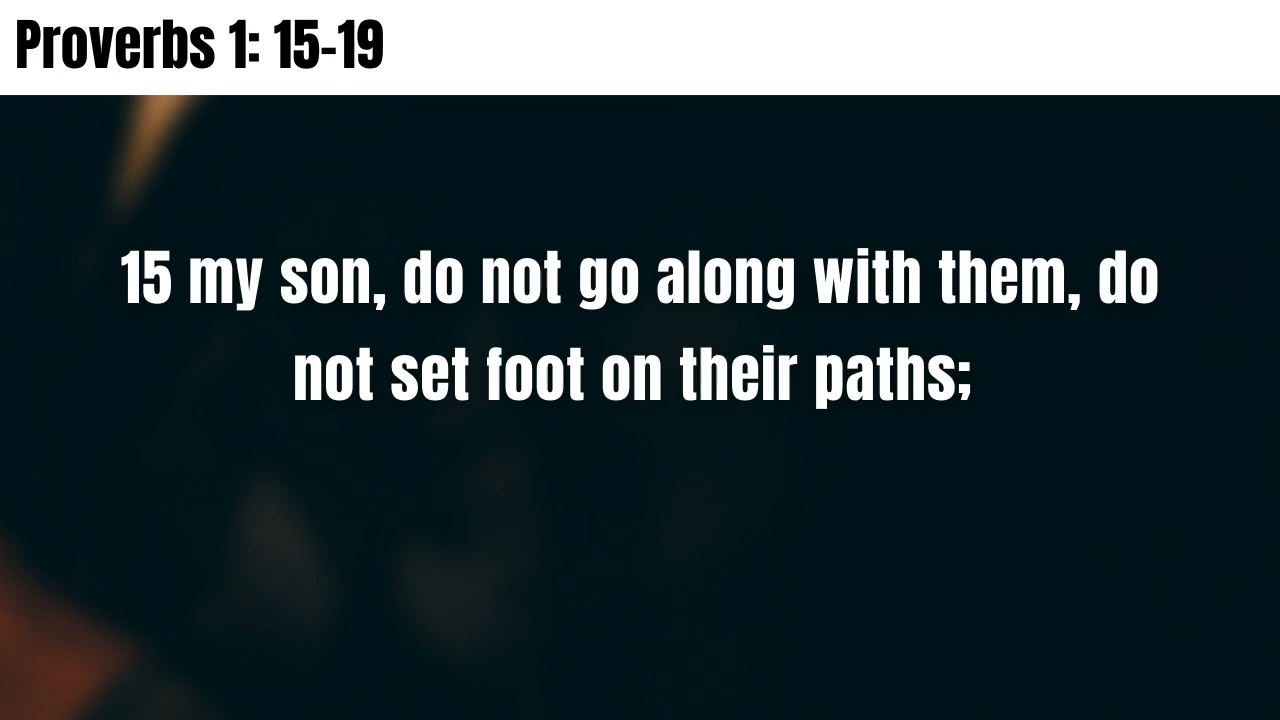 Proverbs 1: 15-19
15 my son, do not go along with them, do
not set foot on their paths;